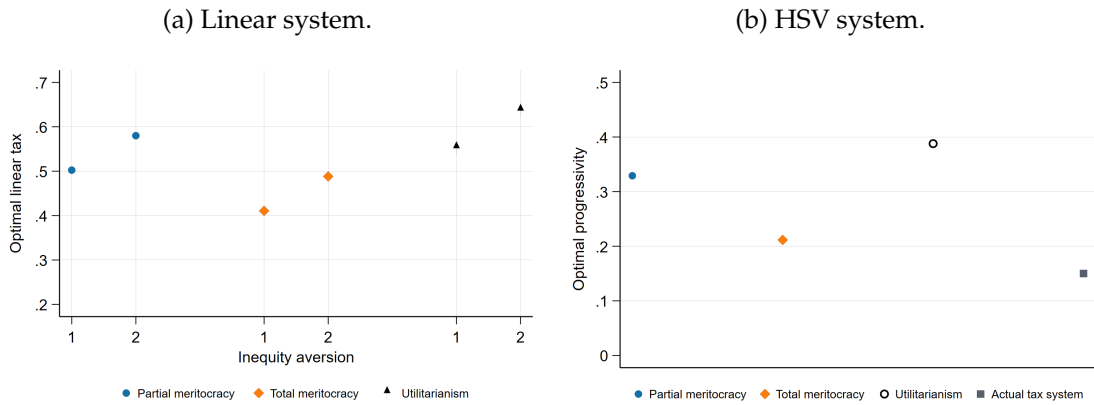 (a) Linear system.
.7
.6
.5
.4
.3
.2
Optimal linear tax
1 2 1 2 1 2
Inequity aversion
Partial meritocracy Total meritocracy Utilitarianism
(b) HSV system.
.5
.4
.3
.2
.1
0
Optimal progressivity
Partial meritocracy Total meritocracy Utilitarianism Actual tax system